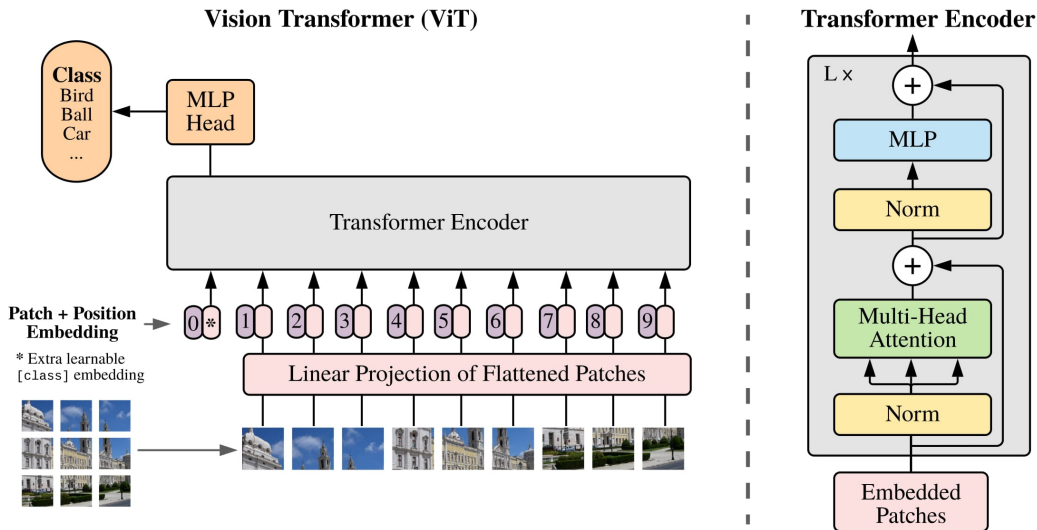 Vision Transformer (ViT)
Class
Bird
Ball
Car
...
MLP
Head
Transformer Encoder
Patch + Position
Embedding
0 * 1 2 3 4 5 6 7 8 9
* Extra learnable
[class] embedding
Linear Projection of Flattened Patches
Transformer Encoder
L x
+
MLP
Norm
+
Multi-Head
Attention
Norm
Embedded
Patches